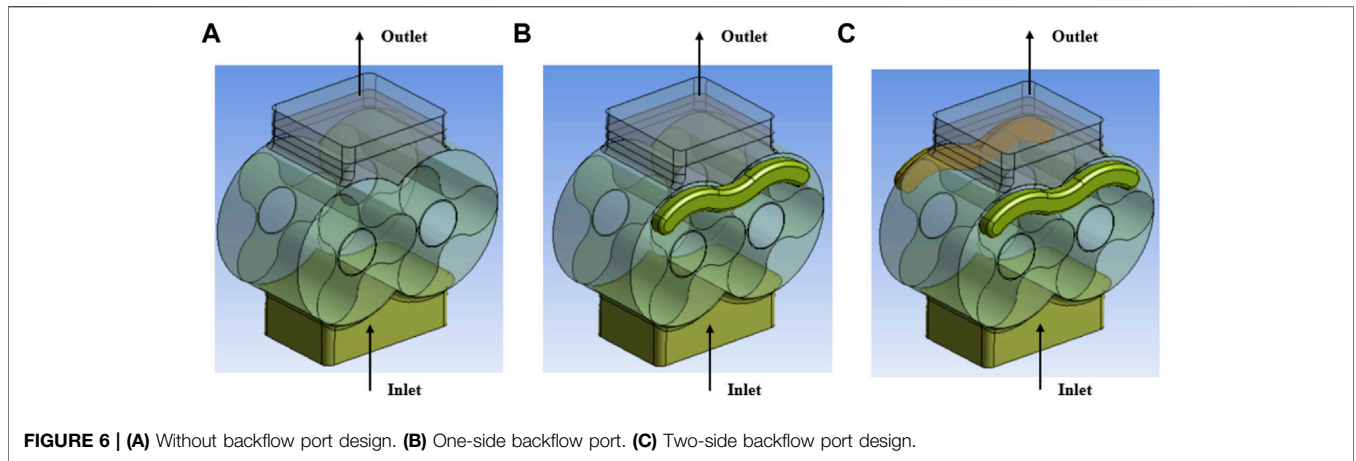 A
Outlet
Inlet
B
Outlet
Inlet
C
Outlet
Inlet
FIGURE 6 | (A) Without backflow port design. (B) One-side backflow port. (C) Two-side backflow port design.